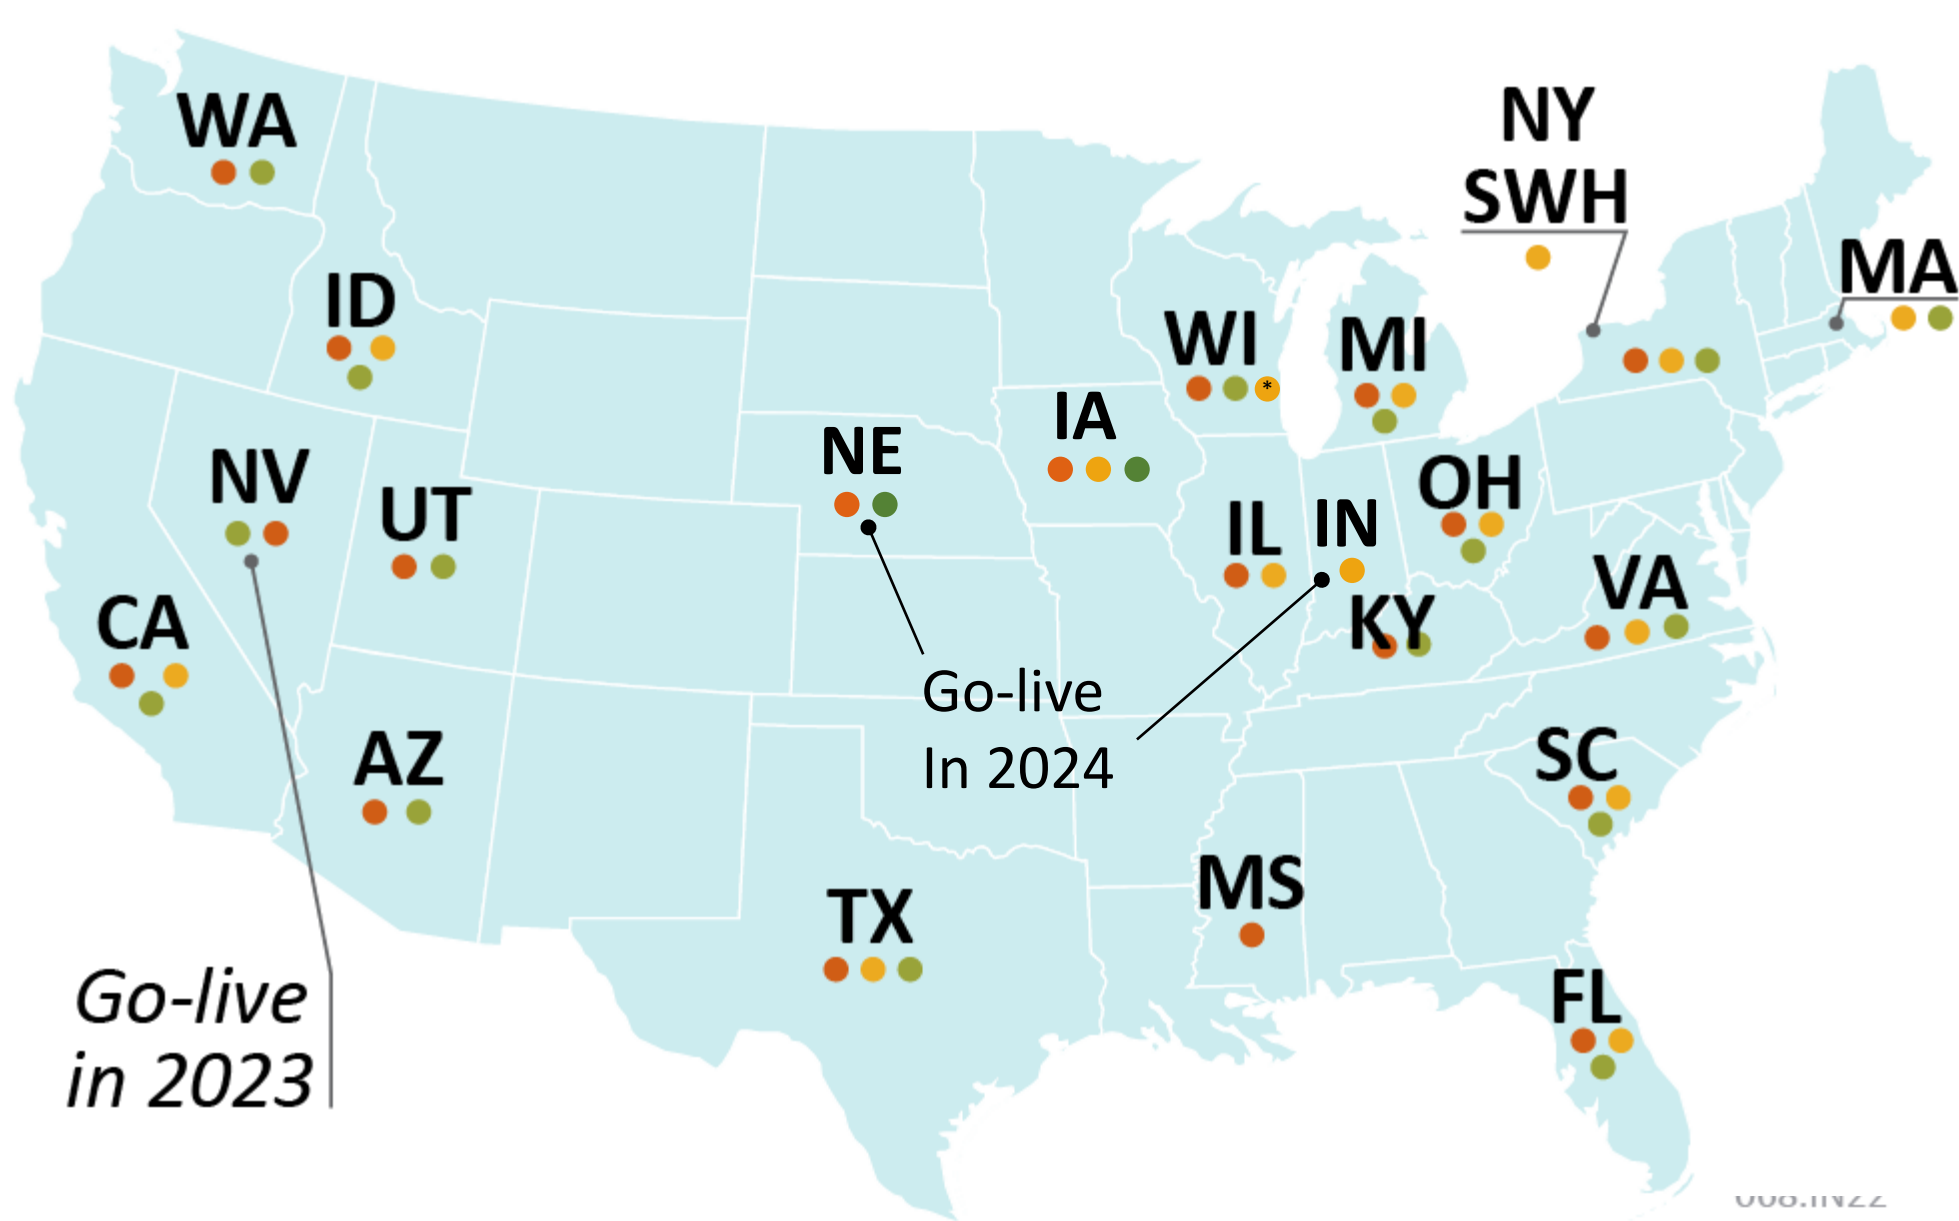 WA
NY
SWH
MA
ID
WI
*
MI
IA
NE
OH
NV
UT
IL
IN
VA
CA
KY
Go-live
In 2024
SC
AZ
MS
TX
FL
Go-live
in 2023